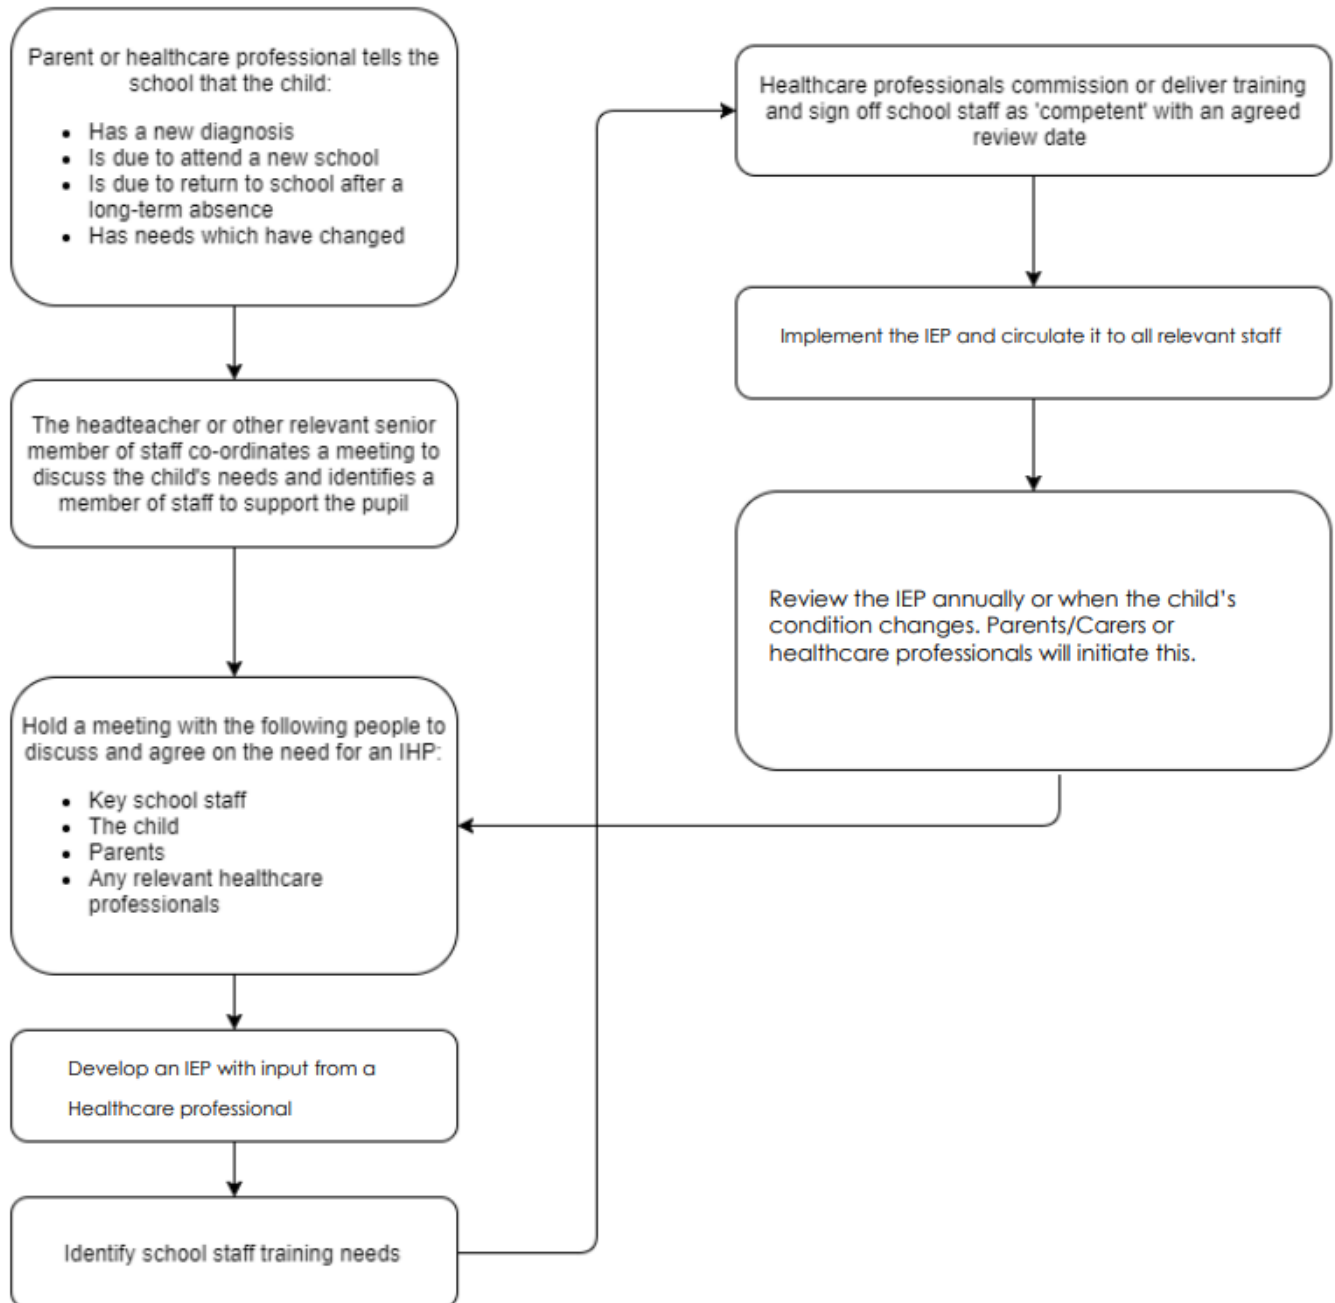 Parent or healthcare professional tells the
school that the child:
• Has a new diagnosis
• Is due to attend a new school
• Is due to return to school after a
long-term absence
• Has needs which have changed
The headteacher or other relevant senior
member of staff co-ordinates a meeting to
discuss the child's needs and identifies a
member of staff to support the pupil
Hold a meeting with the following people to
discuss and agree on the need for an IHP:
• Key school staff
• The child
• Parents
• Any relevant healthcare
professionals
Develop an IEP with input from a
Healthcare professional
Identify school staff training needs
Healthcare professionals commission or deliver training
and sign off school staff as 'competent' with an agreed
review date
Implement the IEP and circulate it to all relevant staff
Review the IEP annually or when the child's
condition changes. Parents/Carers or
healthcare professionals will initiate this.